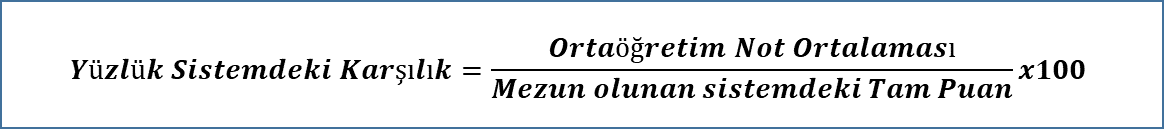 Ortaöğretim Not Ortalaması
Yüzlük Sistemdeki Karşılık = x100
Mezun olunan sistemdeki Tam Puan